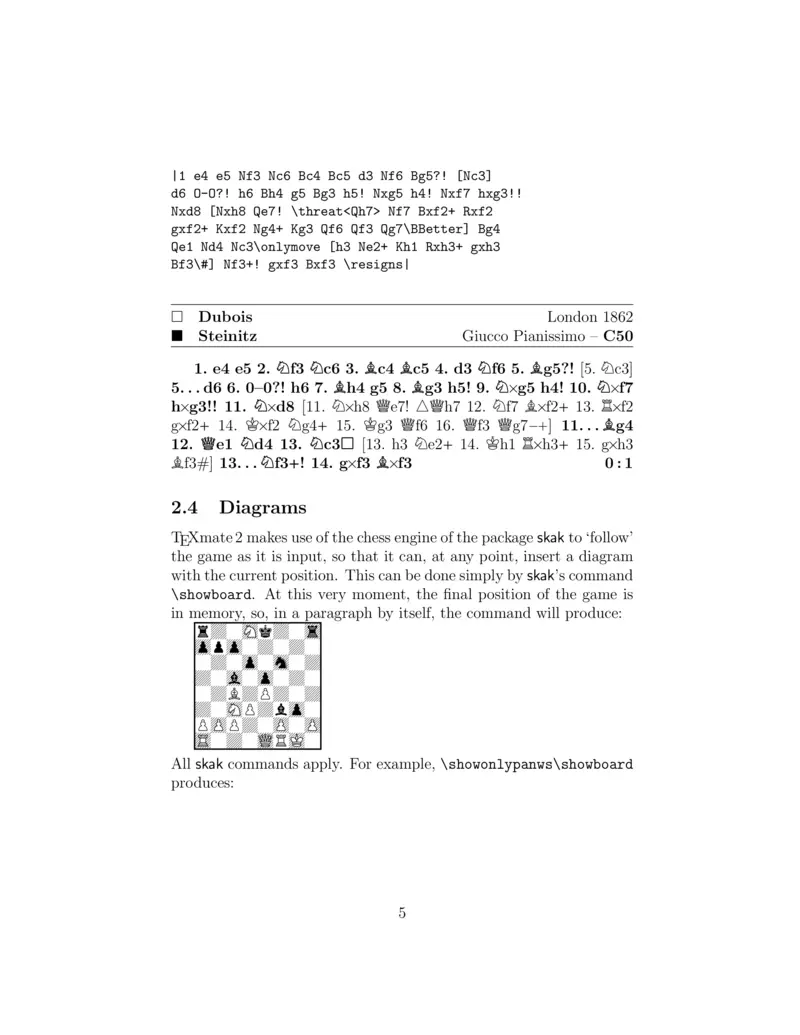 |1 e4 e5 Nf3 Nc6 Bc4 Bc5 d3 Nf6 Bg5?! [Nc3]
d6 O-O?! h6 Bh4 g5 Bg3 h5! Nxg5 h4! Nxf7 hxg3!!
Nxd8 [Nxh8 Qe7! \threat<Qh7> Nf7 Bxf2+ Rxf2
gxf2+ Kxf2 Ng4+ Kg3 Qf6 Qf3 Qg7\BBetter] Bg4
Qe1 Nd4 Nc3\onlymove [h3 Ne2+ Kh1 Rxh3+ gxh3
Bf3\#] Nf3+! gxf3 Bxf3 \resigns|
□ Dubois London 1862
■ Steinitz Giucco Pianissimo – C50
1. e4 e5 2. ♘f3 ♘c6 3. ♗c4 ♗c5 4. d3 ♘f6 5. ♗g5?! [5. ♘c3]
5. . . d6 6. 0–0?! h6 7. ♗h4 g5 8. ♗g3 h5! 9. ♘×g5 h4! 10. ♘×f7
h×g3!! 11. ♘×d8 [11. ♘×h8 ♕e7! △♕h7 12. ♘f7 ♗×f2+ 13. ♖×f2
g×f2+ 14. ♔×f2 ♘g4+ 15. ♔g3 ♕f6 16. ♕f3 ♕g7−+] 11. . . ♗g4
12. ♕e1 ♘d4 13. ♘c3□ [13. h3 ♘e2+ 14. ♔h1 ♖×h3+ 15. g×h3
♗f3#] 13. . . ♘f3+! 14. g×f3 ♗×f3 0 : 1
2.4 Diagrams
TEXmate 2 makes use of the chess engine of the package skak to ‘follow’
the game as it is input, so that it can, at any point, insert a diagram
with the current position. This can be done simply by skak’s command
\showboard. At this very moment, the final position of the game is
in memory, so, in a paragraph by itself, the command will produce:
All skak commands apply. For example, \showonlypanws\showboard
produces:
5